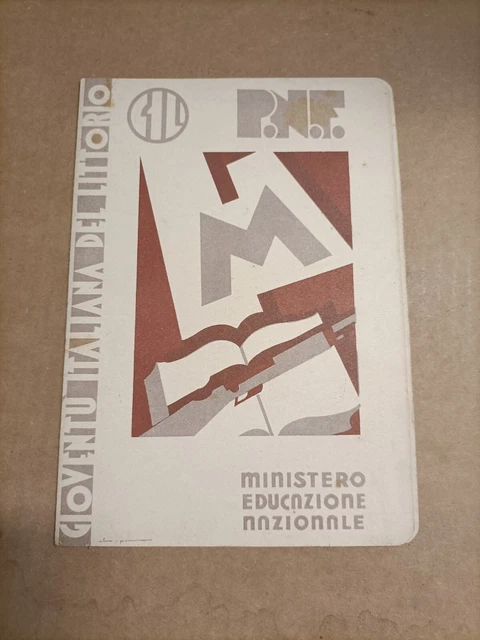 GIL
P.N.F.
GIOVENTU ITALIANA DEL LITTORIO
M
MINISTERO
EDUCAZIONE
NAZIONALE